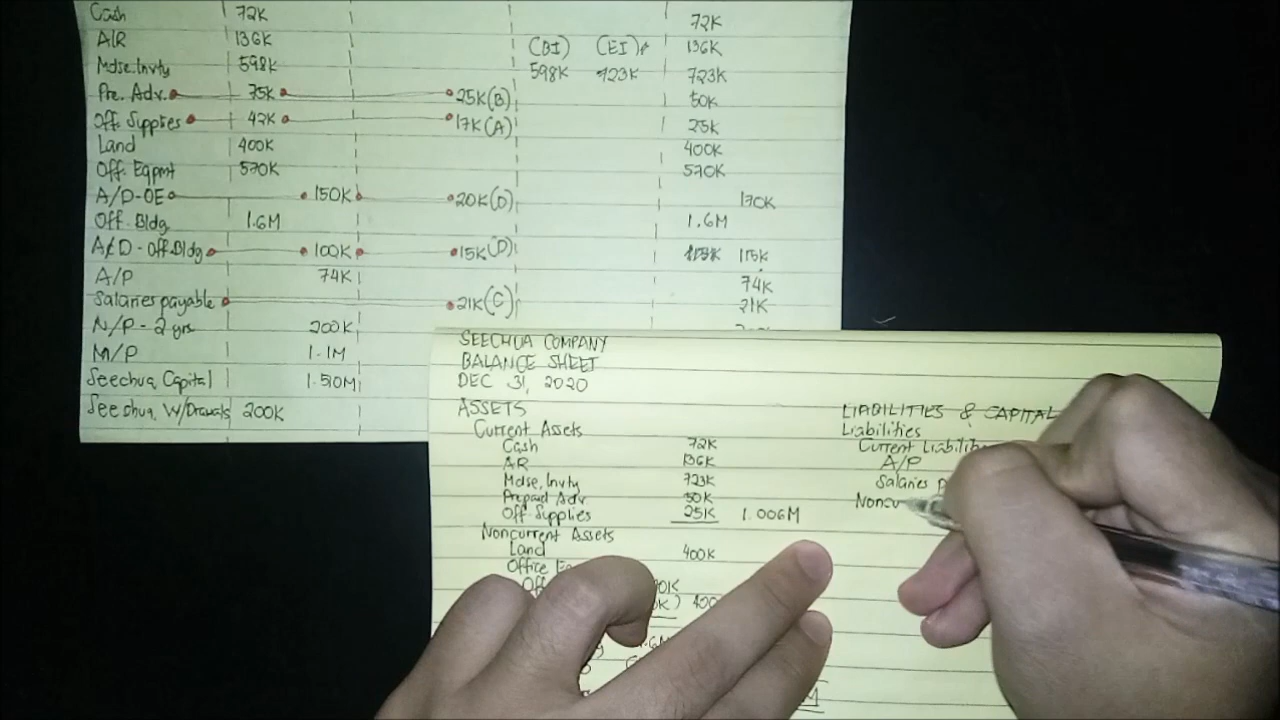 Cash 72K 72K
A/R 136K (BI) (EI) 136K
Mdse. Invty 598K 598K 723K 723K
Pre. Adv. 75K 25K(B) 50K
Off. Supplies 42K 17K(A) 25K
Land 400K 400K
Off. Eqpmt 570K 570K
A/D-OE 150K 20K(D) 170K
Off. Bldg 1.6M 1.6M
A/D - Off. Bldg 100K 15K(D) 115K
A/P 74K 74K
Salaries payable 21K(C) 21K
N/P - 2 yrs 200K
M/P 1.1M
Seechua, Capital 1.510M
Seechua, W/Drawals 200K
SEECHUA COMPANY
BALANCE SHEET
DEC 31, 2020
ASSETS
Current Assets
Cash 72K
AR 136K
Mdse, Invty 723K
Prepaid Adv 50K
Off Supplies 25K 1.006M
Noncurrent Assets
Land 400K
Office
LIABILITIES & CAPITAL
Liabilities
Current
A/P
Salaries